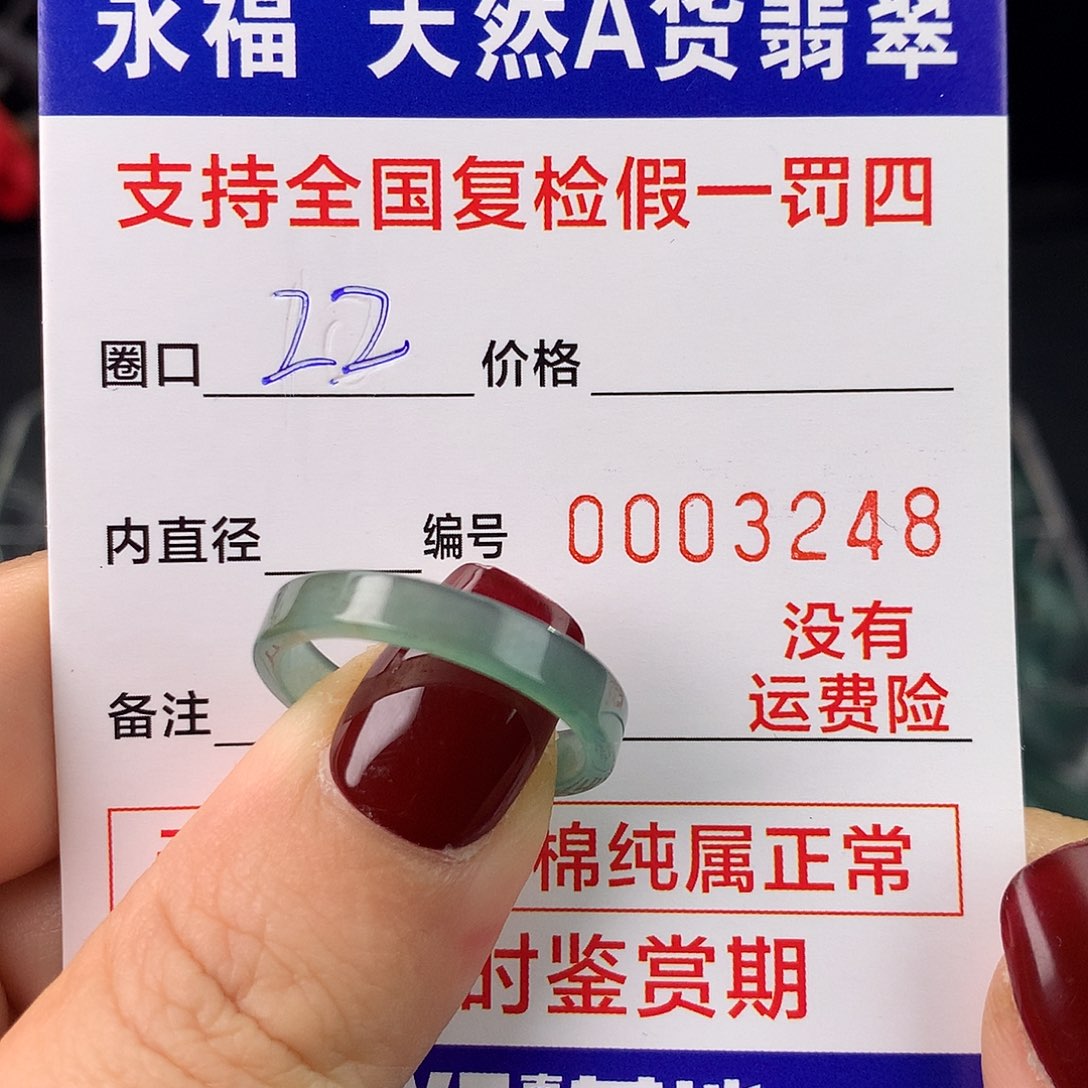 永福 天然A货翡翠
支持全国复检假一罚四
圈口 22 价格
内直径 编号 0003248
没有
备注 运费险
棉纯属正常
时鉴赏期